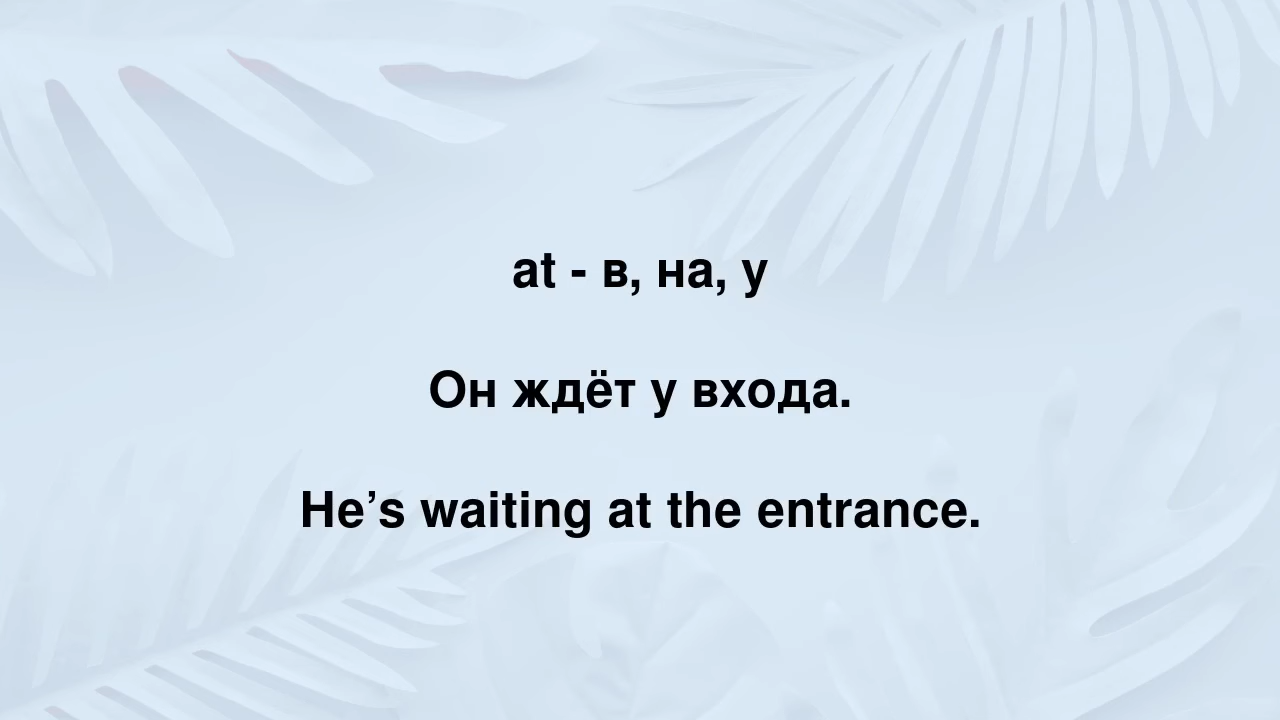 at - в, на, у
Он ждёт у входа.
He’s waiting at the entrance.